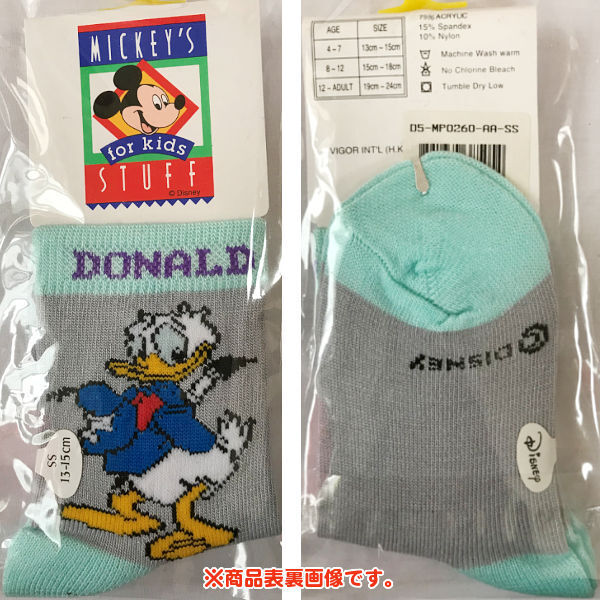 MICKEY'S
for kids
STUFF
© Disney
DONALD
SS
13-15cm
AGE SIZE
4 – 7 13cm – 15cm
8 – 12 15cm – 18cm
12 – ADULT 19cm – 24cm
ACRYLIC
15% Spandex
10% Nylon
Machine Wash warm
No Chlorine Bleach
Tumble Dry Low
D5-MP0260-AA-SS
VIGOR INT'L (H.K
© DISNEY
Disney
※商品表裏画像です。